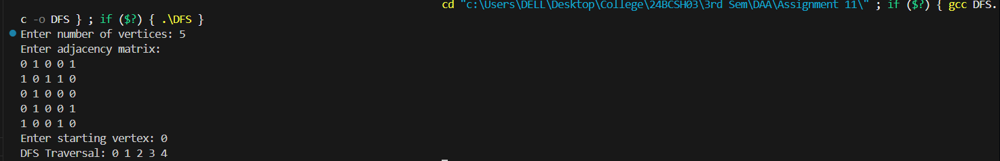 cd "c:\Users\DELL\Desktop\College\24BCSH03\3rd Sem\DAA\Assignment 11\" ; if ($?) { gcc DFS.
c -o DFS } ; if ($?) { .\DFS }
Enter number of vertices: 5
Enter adjacency matrix:
0 1 0 0 1
1 0 1 1 0
0 1 0 0 0
0 1 0 0 1
1 0 0 1 0
Enter starting vertex: 0
DFS Traversal: 0 1 2 3 4